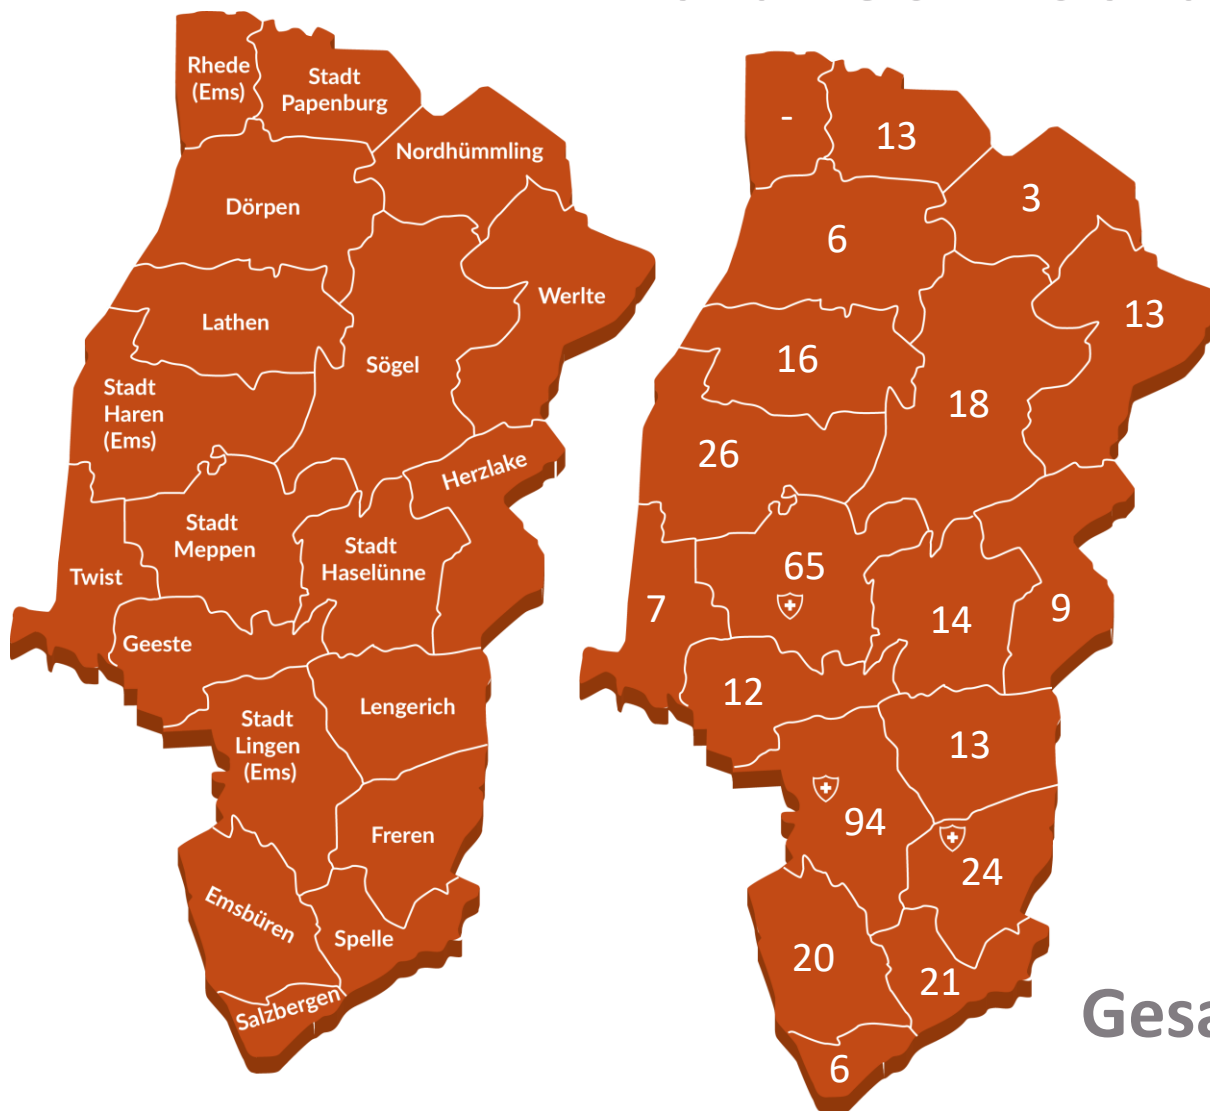 Rhede
(Ems)
Stadt
Papenburg
Nordhümmling
Dörpen
Werlte
Lathen
Sögel
Stadt
Haren
(Ems)
Herzlake
Stadt
Meppen
Stadt
Haselünne
Twist
Geeste
Lengerich
Stadt
Lingen
(Ems)
Freren
Emsbüren
Spelle
Salzbergen
-
13
3
6
13
16
18
26
65
7
14
9
12
13
94
24
20
21
6
Gesa